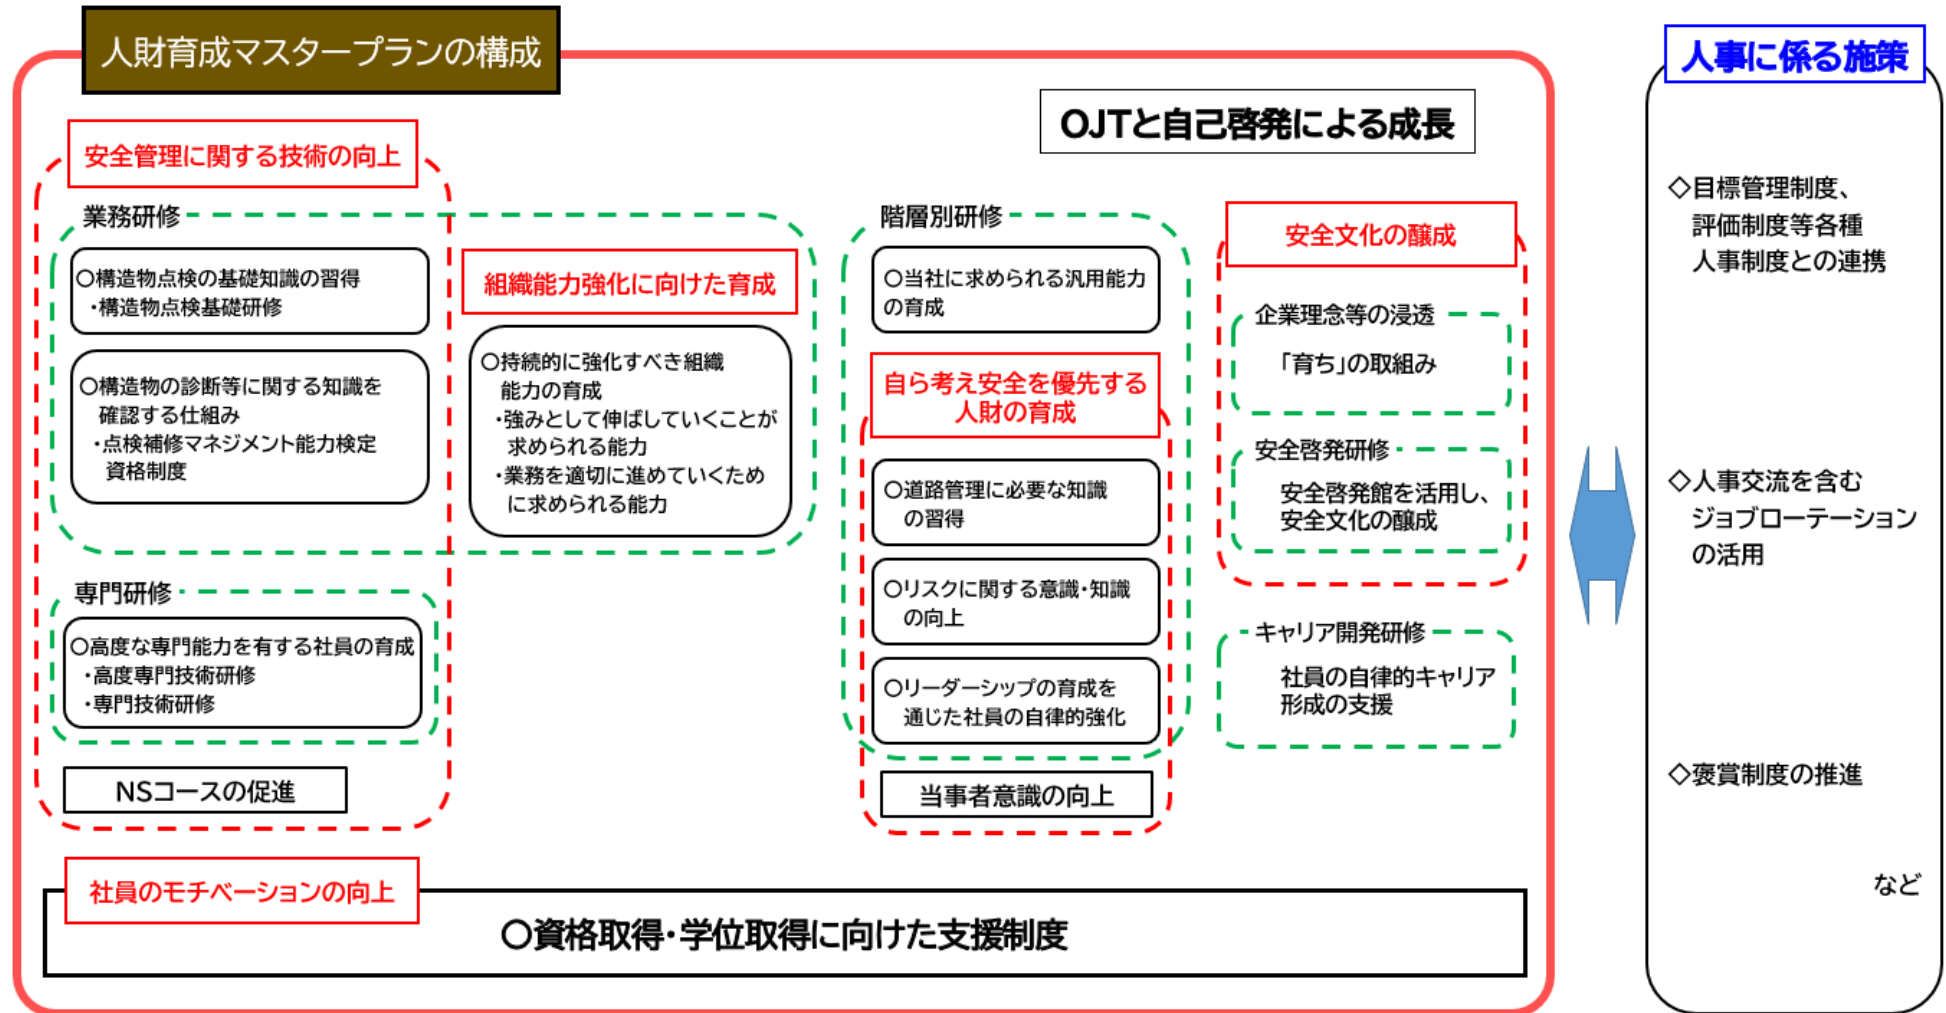 人財育成マスタープランの構成
OJTと自己啓発による成長
安全管理に関する技術の向上
業務研修
〇構造物点検の基礎知識の習得
・構造物点検基礎研修
〇構造物の診断等に関する知識を
確認する仕組み
・点検補修マネジメント能力検定
資格制度
組織能力強化に向けた育成
〇持続的に強化すべき組織
能力の育成
・強みとして伸ばしていくことが
求められる能力
・業務を適切に進めていくため
に求められる能力
専門研修
〇高度な専門能力を有する社員の育成
・高度専門技術研修
・専門技術研修
NSコースの促進
階層別研修
〇当社に求められる汎用能力
の育成
自ら考え安全を優先する
人財の育成
〇道路管理に必要な知識
の習得
〇リスクに関する意識・知識
の向上
〇リーダーシップの育成を
通じた社員の自律的強化
当事者意識の向上
安全文化の醸成
企業理念等の浸透
「育ち」の取組み
安全啓発研修
安全啓発館を活用し、
安全文化の醸成
キャリア開発研修
社員の自律的キャリア
形成の支援
社員のモチベーションの向上
〇資格取得・学位取得に向けた支援制度
人事に係る施策
◇目標管理制度、
評価制度等各種
人事制度との連携
◇人事交流を含む
ジョブローテーション
の活用
◇褒賞制度の推進
など